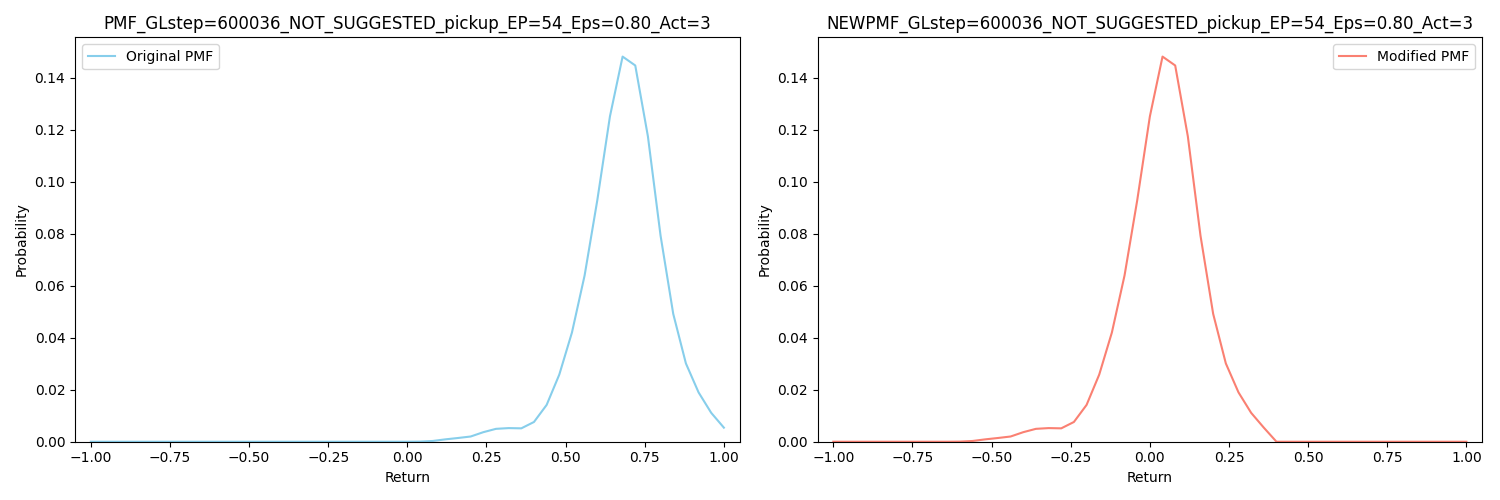 PMF_GLstep=600036_NOT_SUGGESTED_pickup_EP=54_Eps=0.80_Act=3
Original PMF
0.14
0.12
0.10
0.08
0.06
0.04
0.02
0.00
Probability
−1.00 −0.75 −0.50 −0.25 0.00 0.25 0.50 0.75 1.00
Return
NEWPMF_GLstep=600036_NOT_SUGGESTED_pickup_EP=54_Eps=0.80_Act=3
Modified PMF
0.14
0.12
0.10
0.08
0.06
0.04
0.02
0.00
Probability
−1.00 −0.75 −0.50 −0.25 0.00 0.25 0.50 0.75 1.00
Return